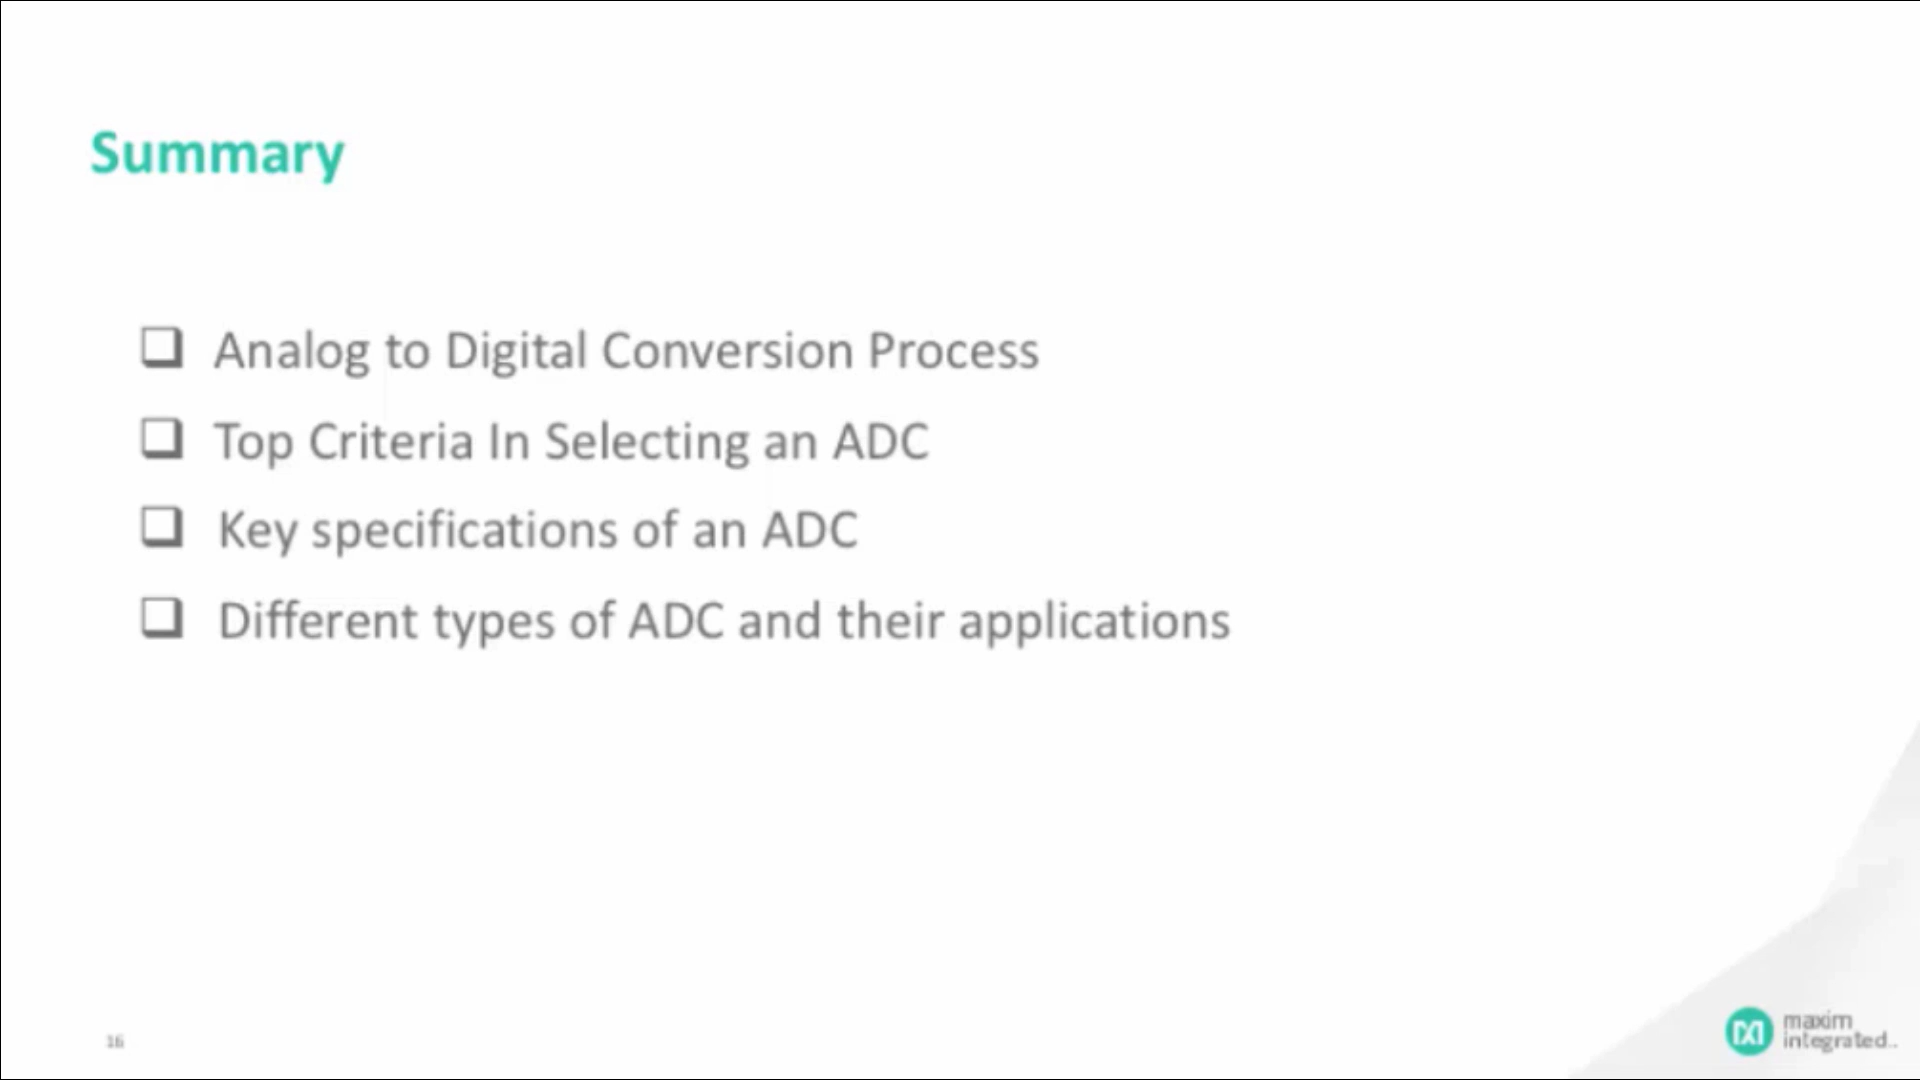 Summary
Analog to Digital Conversion Process
Top Criteria In Selecting an ADC
Key specifications of an ADC
Different types of ADC and their applications
16
maxim
integrated..